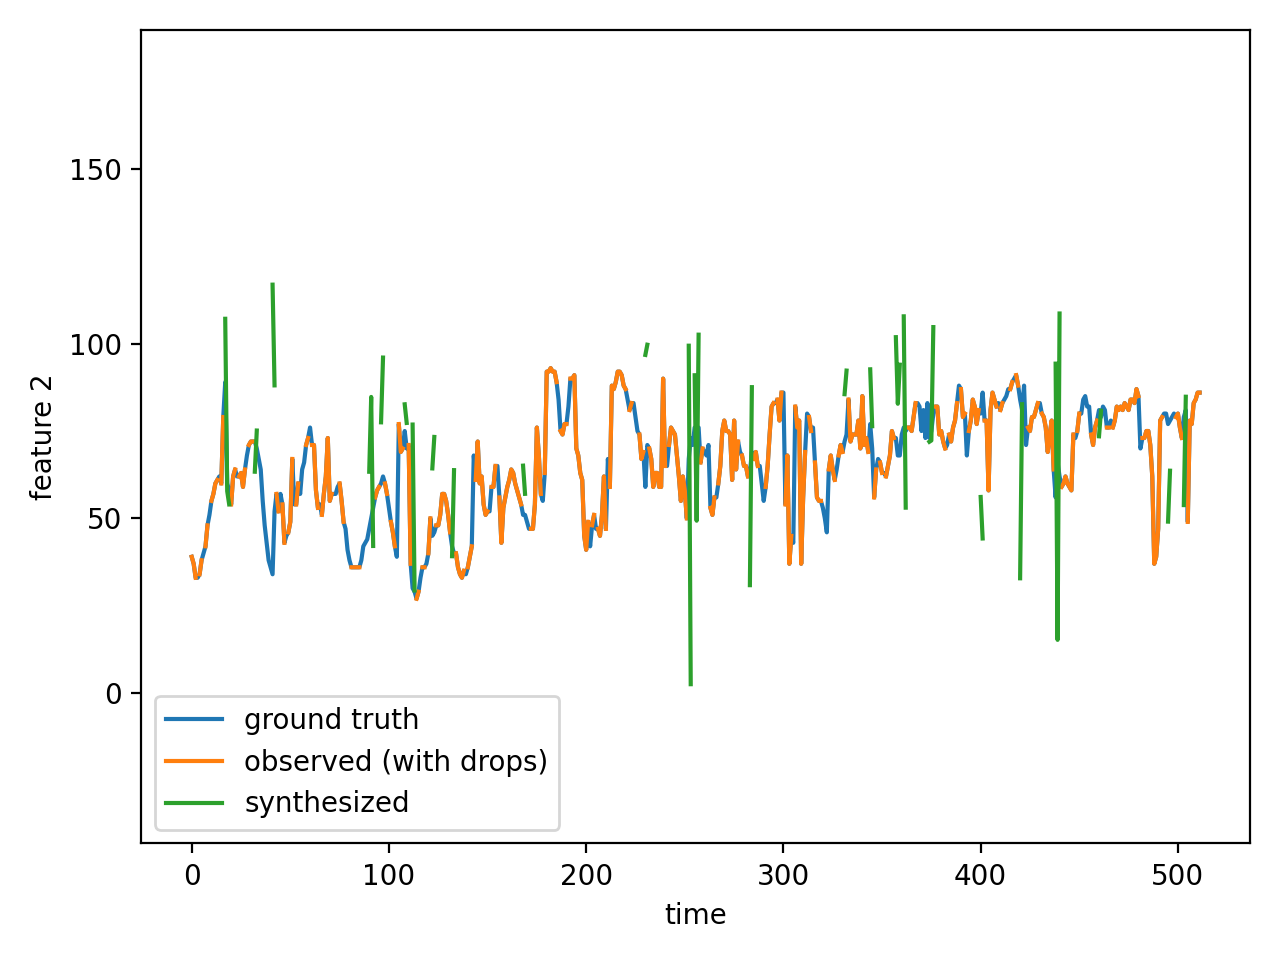 150
100
50
0
feature 2
ground truth
observed (with drops)
synthesized
0 100 200 300 400 500
time